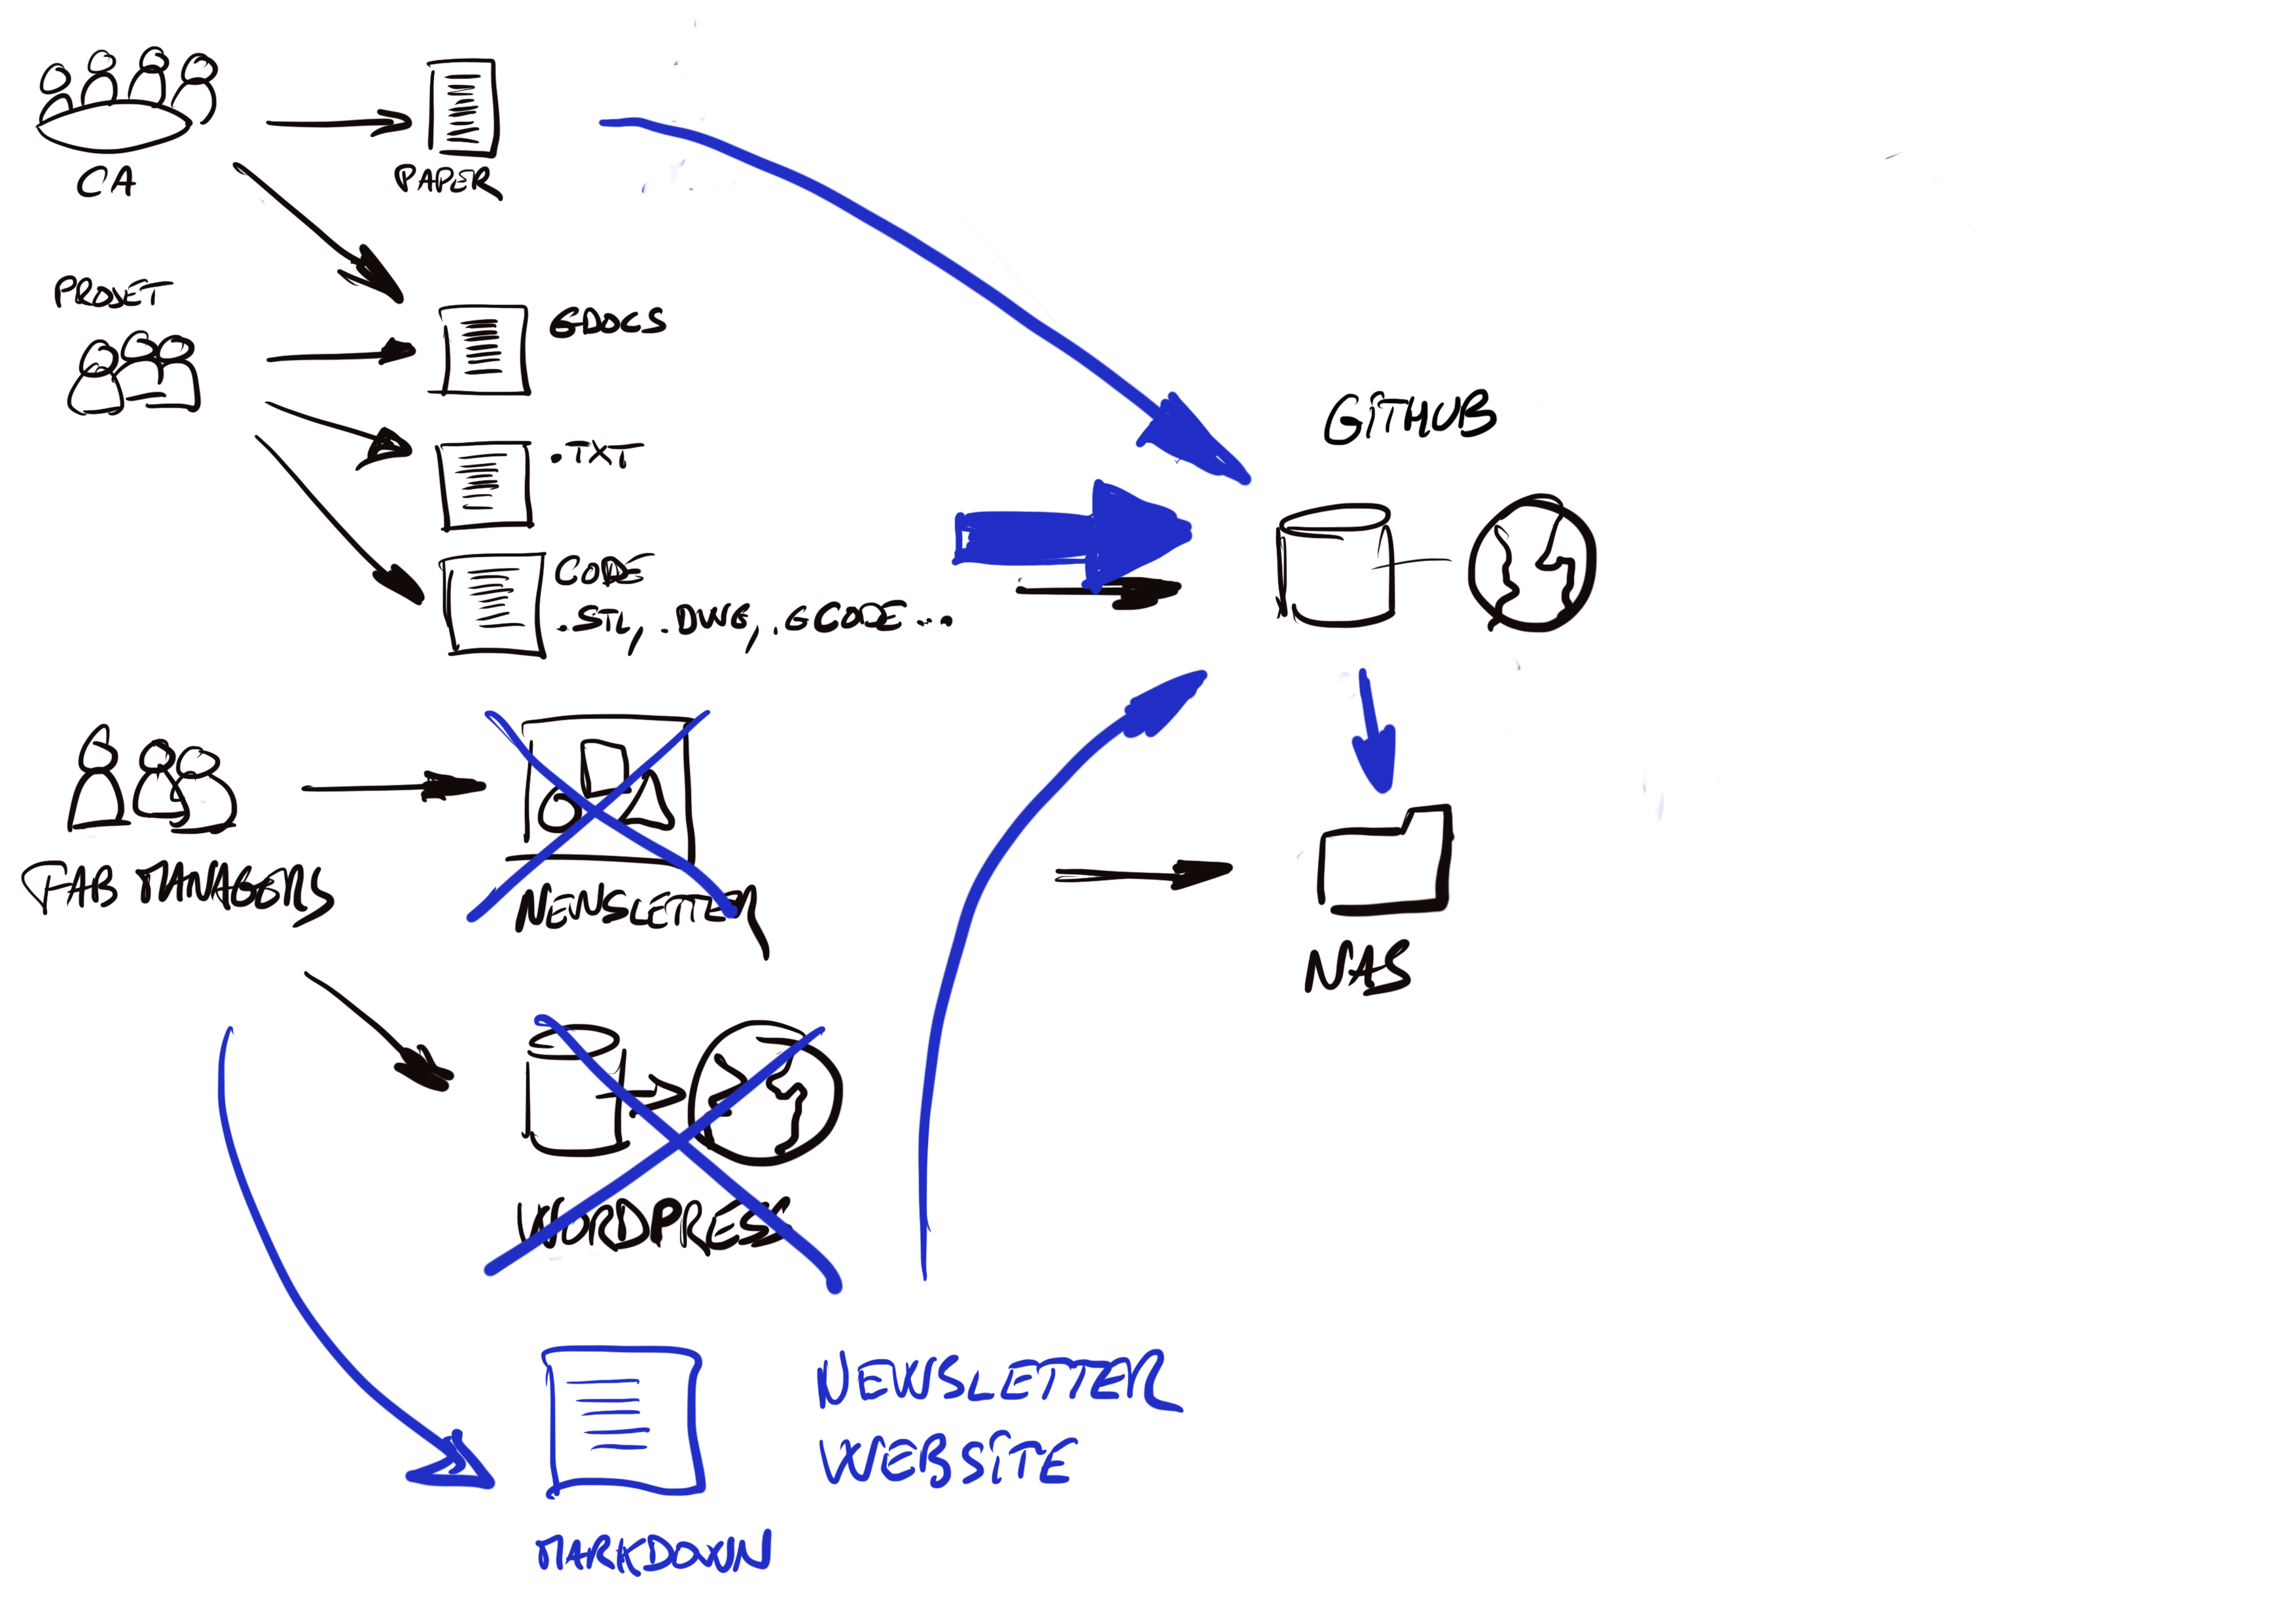 CA
PAPER
PROJET
GDOCS
.TXT
CODE
.STL, .DWG, .GCODE...
GiTHUB
FAB MANAGERS
NEWSLETTER
NAS
WORDPRESS
NEWSLETTER
WEBSiTE
MARKDOWN